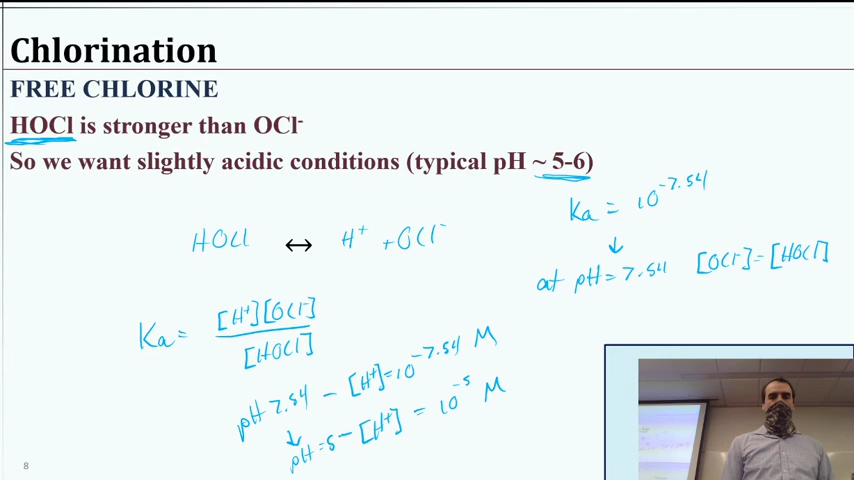 Chlorination
FREE CHLORINE
HOCl is stronger than OCl⁻
So we want slightly acidic conditions (typical pH ~ 5-6)
Ka = 10^-7.54
HOCl ↔ H⁺ + OCl⁻
↓
at pH = 7.54 [OCl⁻] = [HOCl]
Ka = [H⁺][OCl⁻] / [HOCl]
pH 7.54 – [H⁺] = 10^-7.54 M
↓
pH = 5 – [H⁺] = 10^-5 M
8